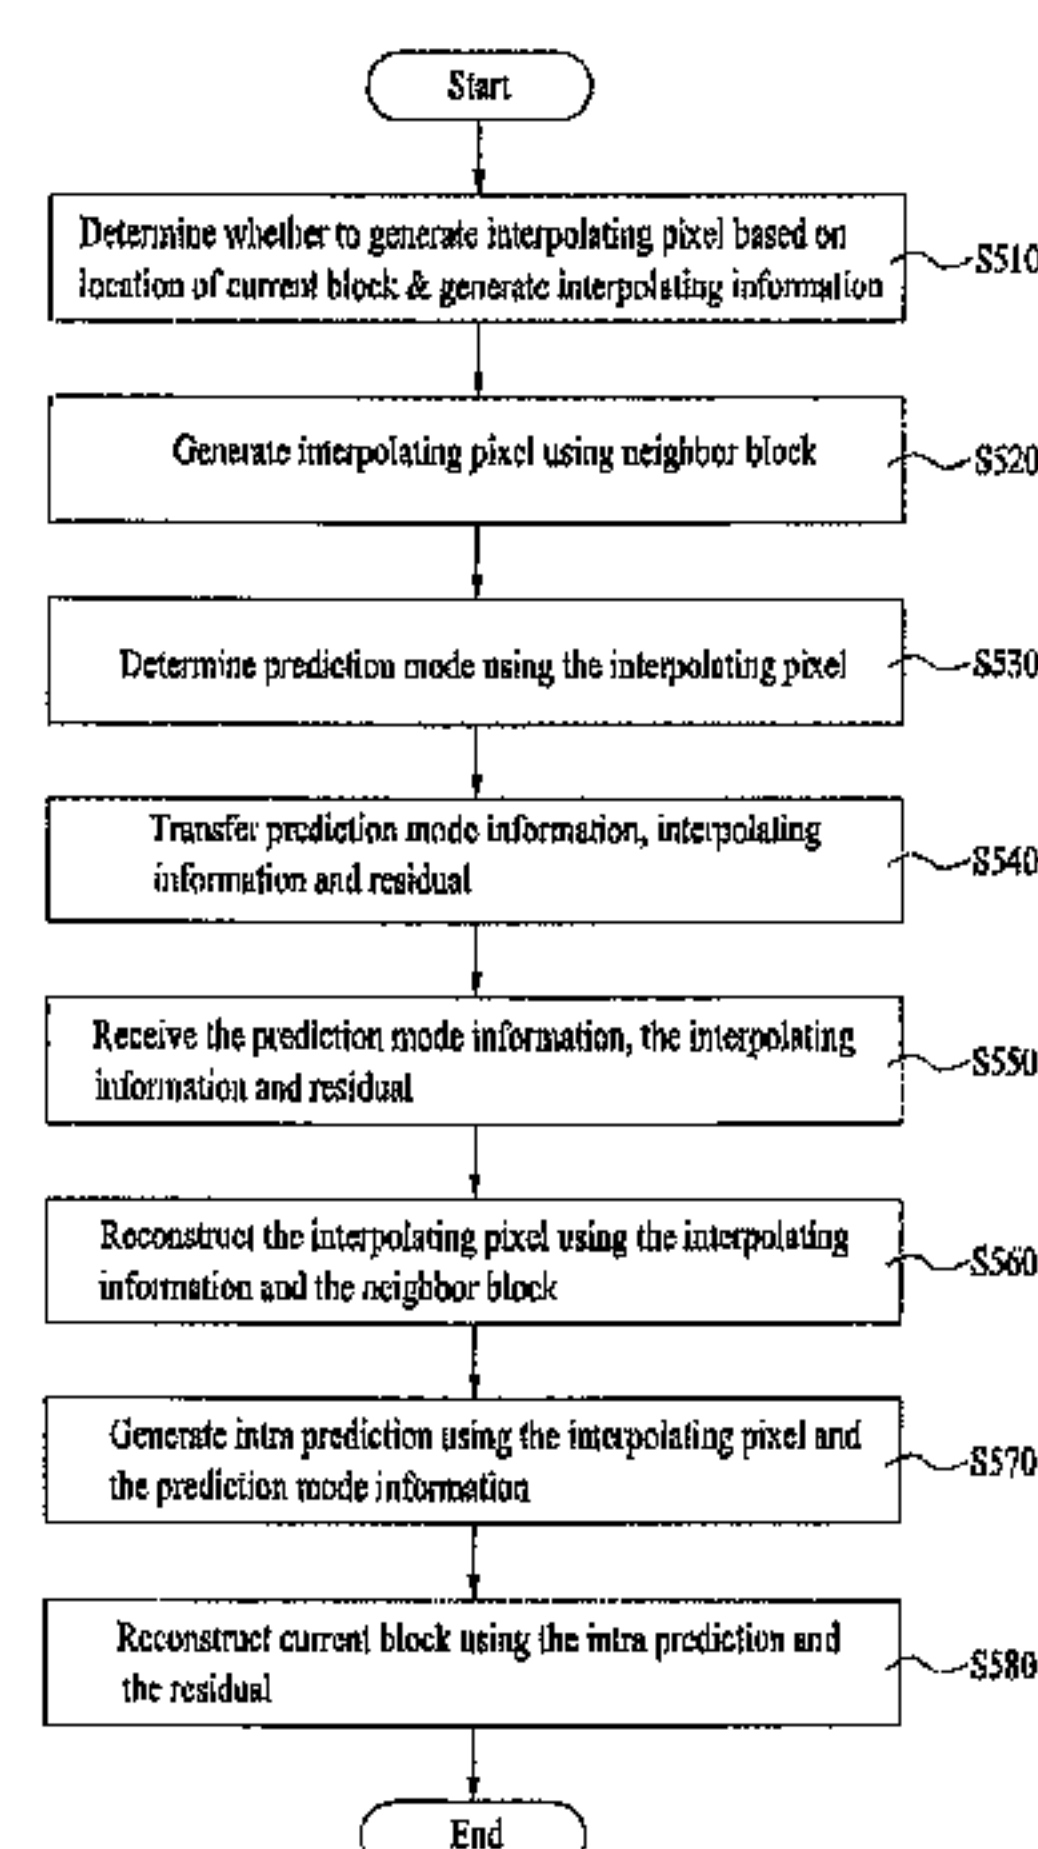 Start
Determine whether to generate interpolating pixel based on
location of current block & generate interpolating information
S510
Generate interpolating pixel using neighbor block
S520
Determine prediction mode using the interpolating pixel
S530
Transfer prediction mode information, interpolating
information and residual
S540
Receive the prediction mode information, the interpolating
information and residual
S550
Reconstruct the interpolating pixel using the interpolating
information and the neighbor block
S560
Generate intra prediction using the interpolating pixel and
the prediction mode information
S570
Reconstruct current block using the intra prediction and
the residual
S580
End